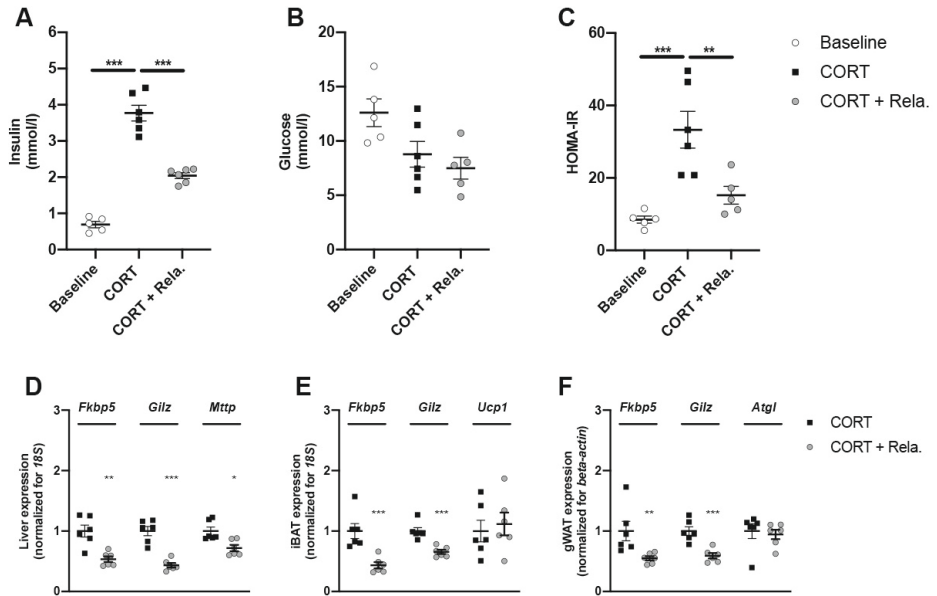 A
Insulin
(mmol/l)
6
5
4
3
2
1
0
***
***
Baseline
CORT
CORT + Rela.
B
Glucose
(mmol/l)
20
15
10
5
0
Baseline
CORT
CORT + Rela.
C
HOMA-IR
60
40
20
0
***
**
Baseline
CORT
CORT + Rela.
Baseline
CORT
CORT + Rela.
D
Liver expression
(normalized for 18S)
3
2
1
0
Fkbp5
Gilz
Mttp
**
***
*
E
iBAT expression
(normalized for 18S)
3
2
1
0
Fkbp5
Gilz
Ucp1
***
***
F
gWAT expression
(normalized for beta-actin)
3
2
1
0
Fkbp5
Gilz
Atgl
**
***
CORT
CORT + Rela.